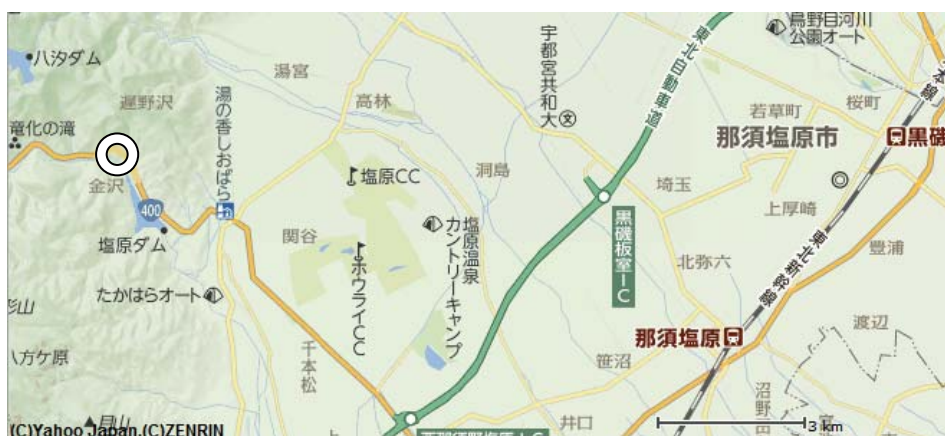 八汐ダム
遅野沢
竜化の滝
金沢
400
塩原ダム
たかはらオート
八方ケ原
湯宮
高林
湯の香しおばら
塩原CC
関谷
ホウライCC
塩原温泉
カントリーキャンプ
千本松
宇都宮共和大
洞島
東北自動車道
黒磯板室IC
埼玉
北弥六
那須塩原
笹沼
井口
鳥野目河川
公園オート
若草町
桜町
那須塩原市
黒磯
上厚崎
豊浦
東北新幹線
渡辺
沼野田
3 km
(C)Yahoo Japan,(C)ZENRIN